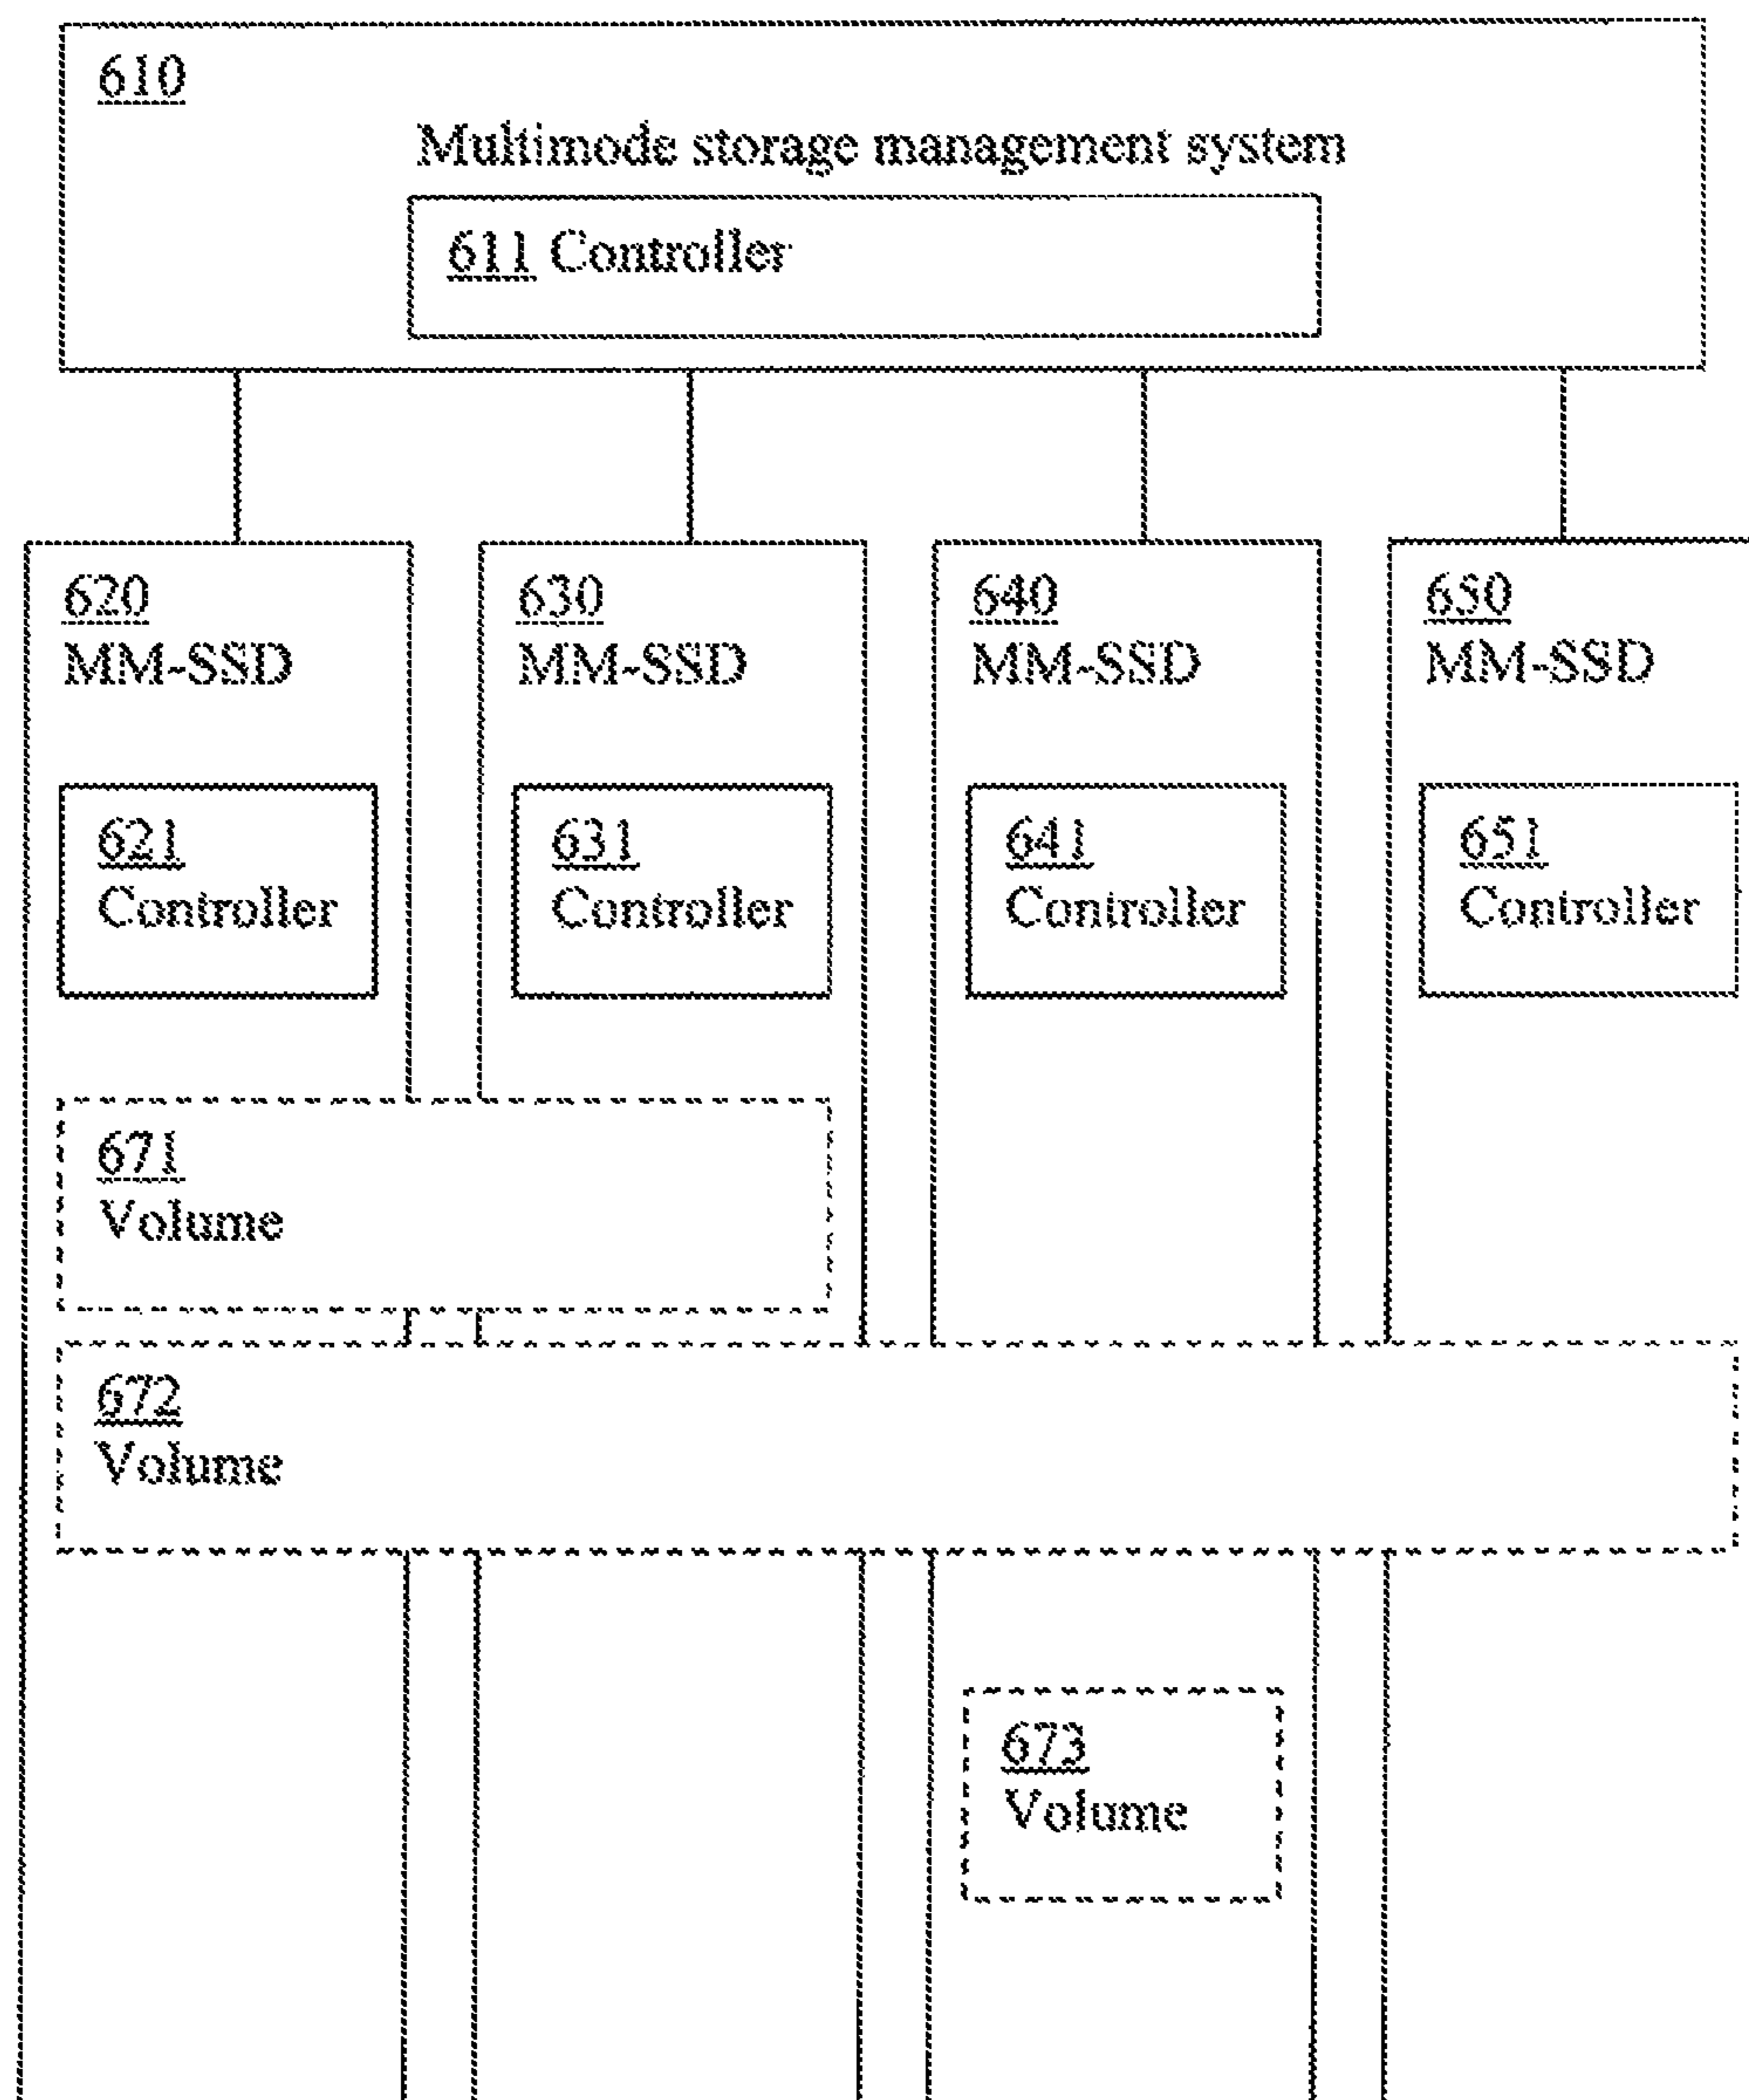 610
Multimode storage management system
611 Controller
620
MM-SSD
630
MM-SSD
640
MM-SSD
650
MM-SSD
621
Controller
631
Controller
641
Controller
651
Controller
671
Volume
672
Volume
673
Volume